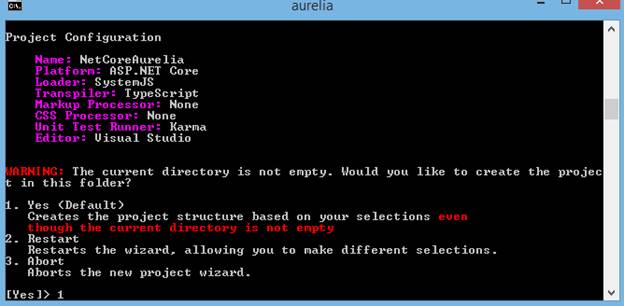 aurelia
Project Configuration
Name: NetCoreAurelia
Platform: ASP.NET Core
Loader: SystemJS
Transpiler: TypeScript
Markup Processor: None
CSS Processor: None
Unit Test Runner: Karma
Editor: Visual Studio
WARNING: The current directory is not empty. Would you like to create the projec
t in this folder?
1. Yes (Default)
Creates the project structure based on your selections even
though the current directory is not empty
2. Restart
Restarts the wizard, allowing you to make different selections.
3. Abort
Aborts the new project wizard.
[Yes]> 1